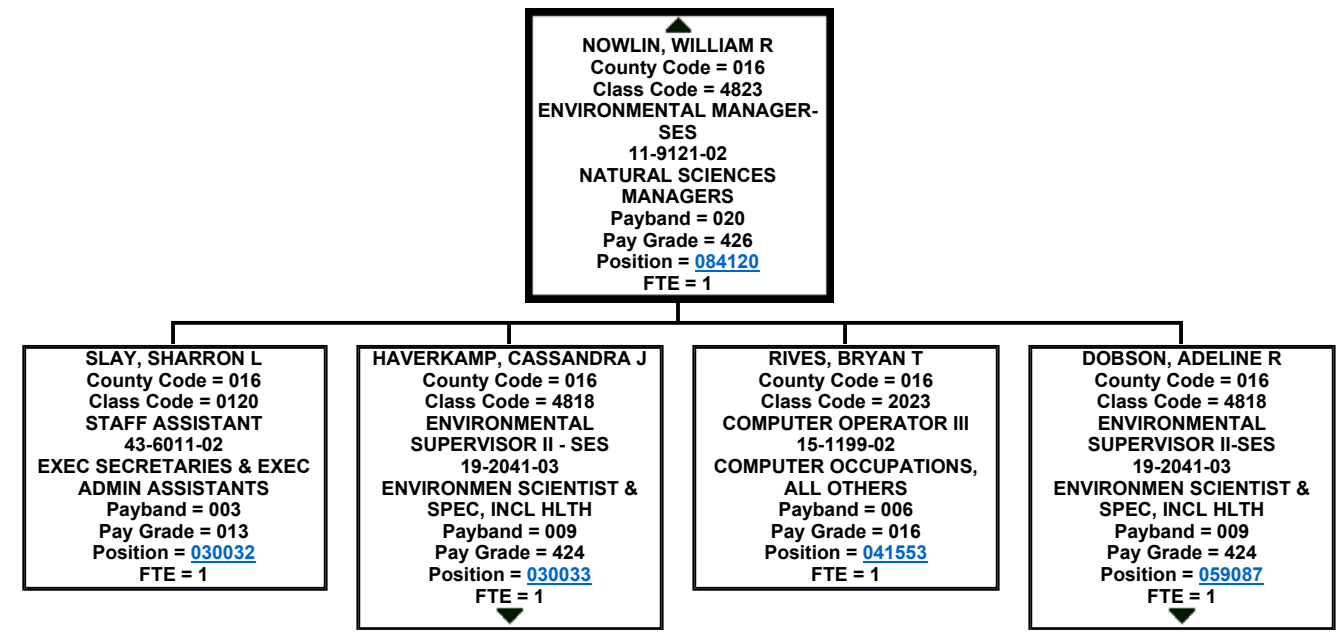 NOWLIN, WILLIAM R
County Code = 016
Class Code = 4823
ENVIRONMENTAL MANAGER-
SES
11-9121-02
NATURAL SCIENCES
MANAGERS
Payband = 020
Pay Grade = 426
Position = 084120
FTE = 1
SLAY, SHARRON L
County Code = 016
Class Code = 0120
STAFF ASSISTANT
43-6011-02
EXEC SECRETARIES & EXEC
ADMIN ASSISTANTS
Payband = 003
Pay Grade = 013
Position = 030032
FTE = 1
HAVERKAMP, CASSANDRA J
County Code = 016
Class Code = 4818
ENVIRONMENTAL
SUPERVISOR II - SES
19-2041-03
ENVIRONMEN SCIENTIST &
SPEC, INCL HLTH
Payband = 009
Pay Grade = 424
Position = 030033
FTE = 1
RIVES, BRYAN T
County Code = 016
Class Code = 2023
COMPUTER OPERATOR III
15-1199-02
COMPUTER OCCUPATIONS,
ALL OTHERS
Payband = 006
Pay Grade = 016
Position = 041553
FTE = 1
DOBSON, ADELINE R
County Code = 016
Class Code = 4818
ENVIRONMENTAL
SUPERVISOR II-SES
19-2041-03
ENVIRONMEN SCIENTIST &
SPEC, INCL HLTH
Payband = 009
Pay Grade = 424
Position = 059087
FTE = 1